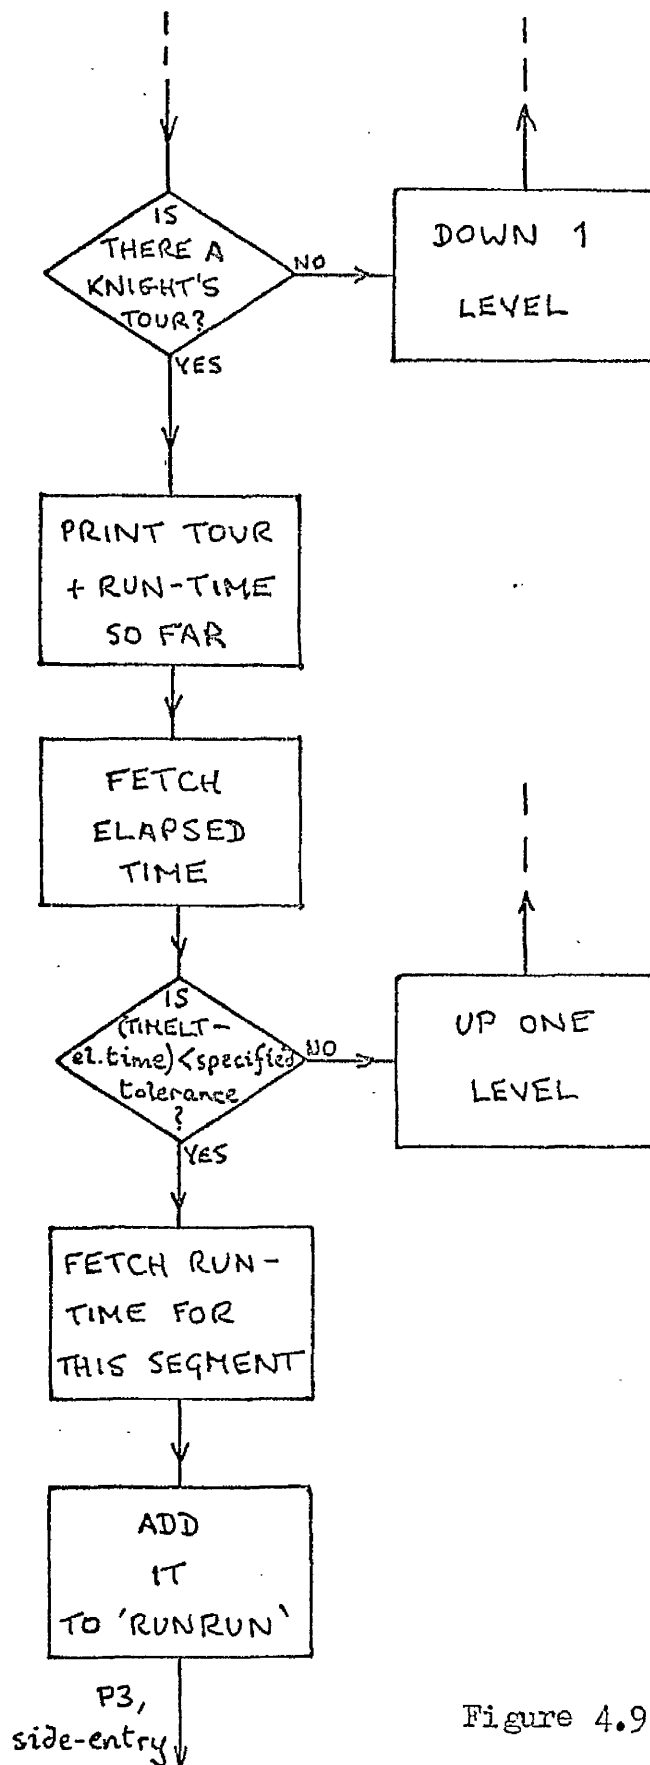 IS
THERE A
KNIGHT'S
TOUR?
NO
DOWN 1
LEVEL
YES
PRINT TOUR
+ RUN-TIME
SO FAR
FETCH
ELAPSED
TIME
IS
(TIMELT-
el.time) < specified
tolerance
?
NO
UP ONE
LEVEL
YES
FETCH RUN-
TIME FOR
THIS SEGMENT
ADD
IT
TO 'RUNRUN'
P3,
side-entry
Figure 4.9